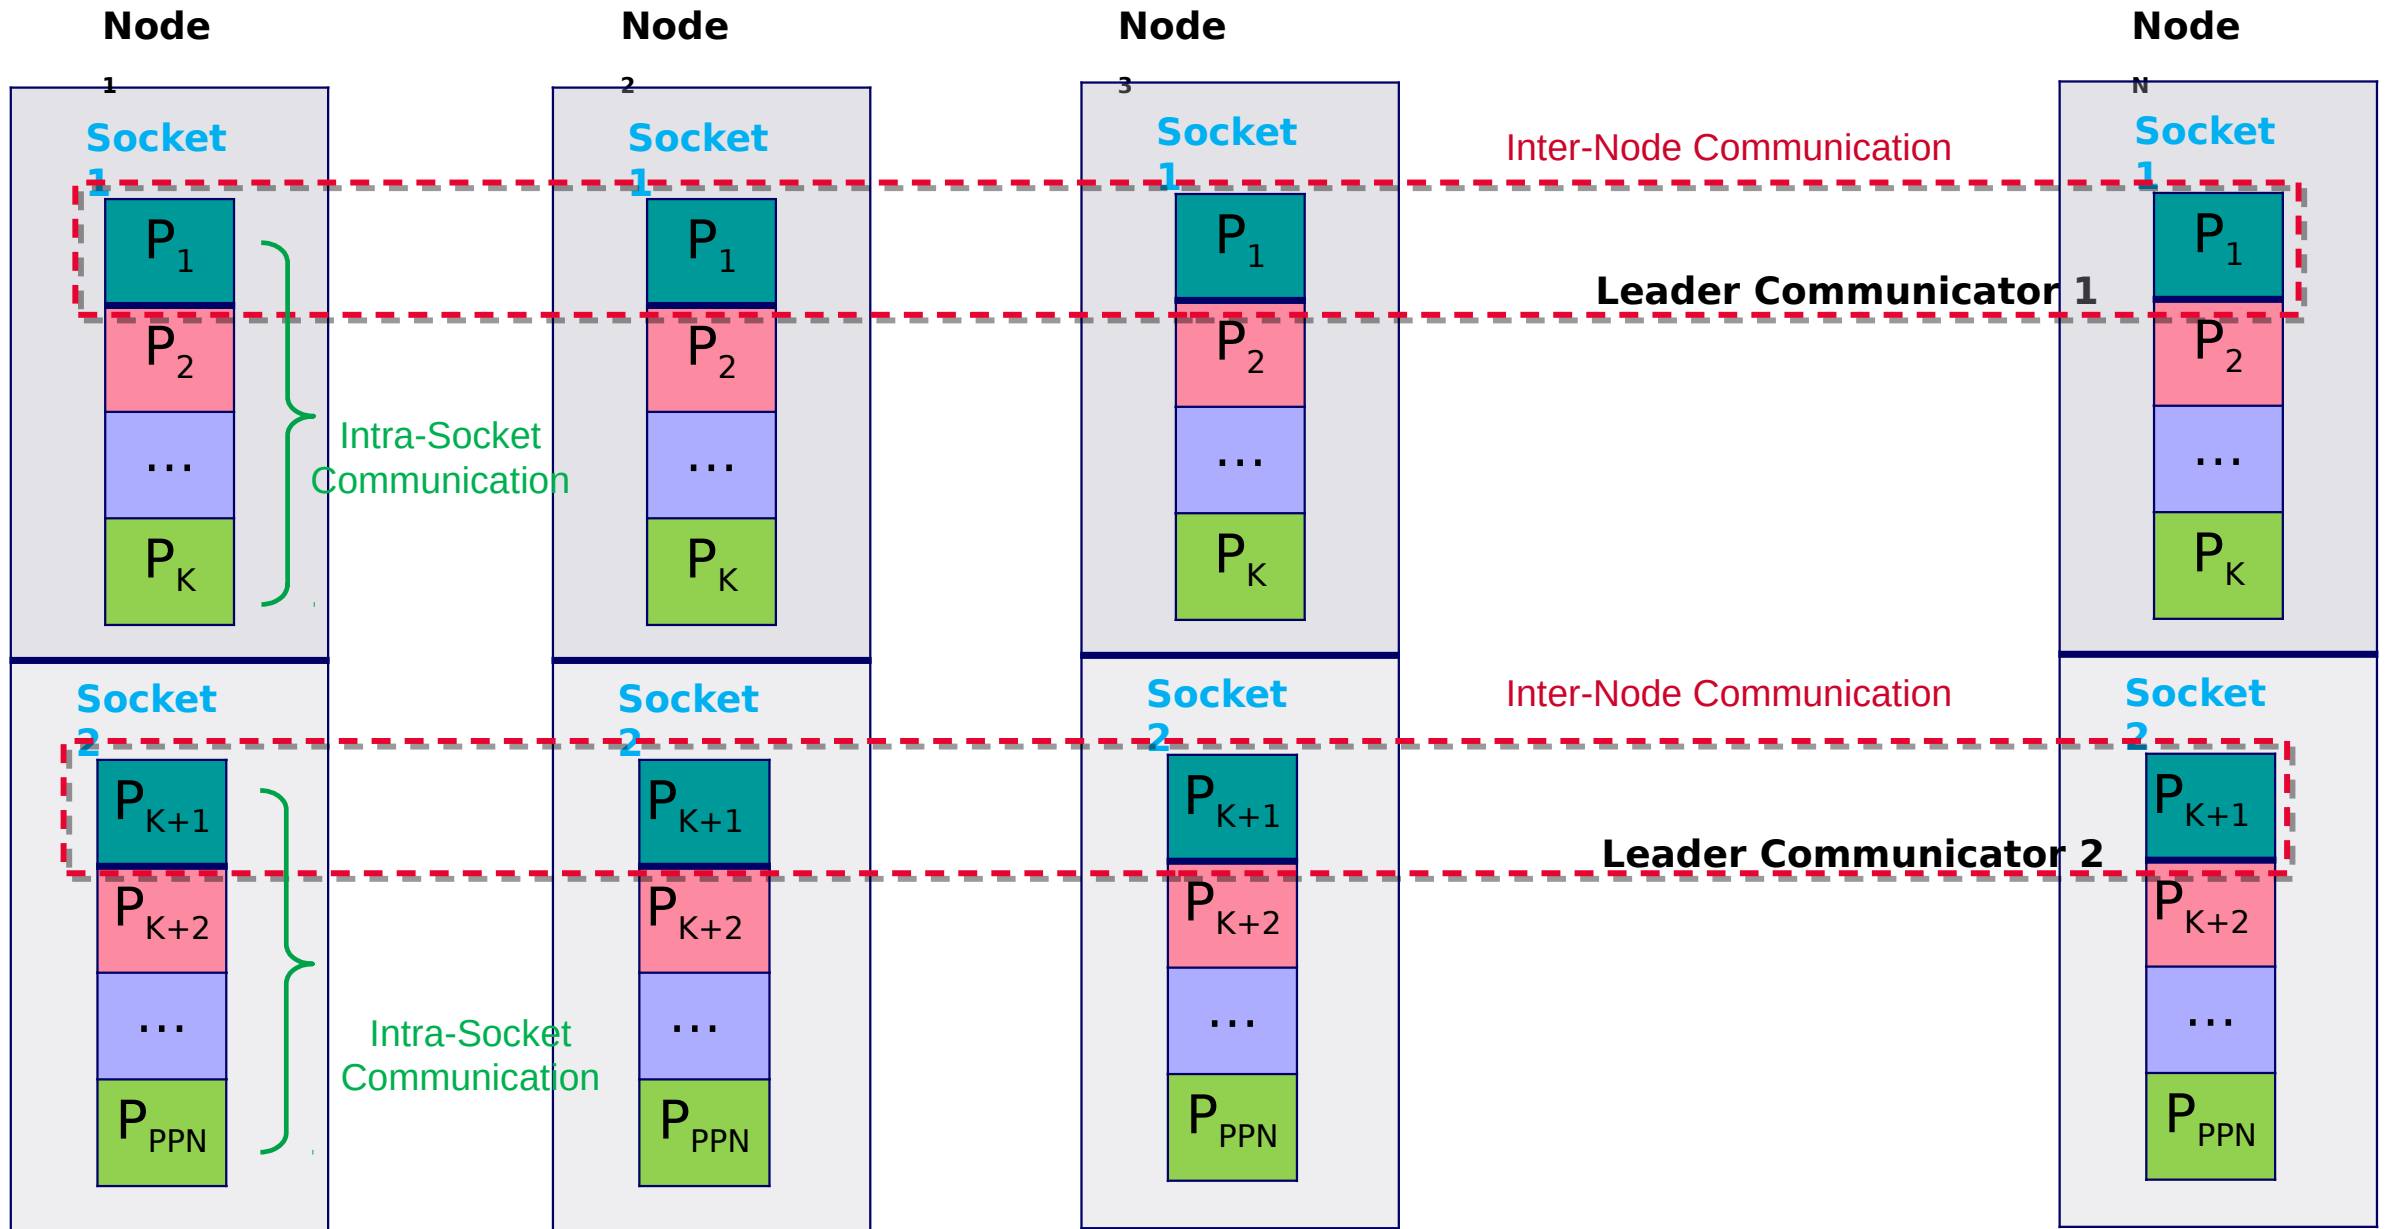 Node Node Node Node
1 2 3 N
Socket Socket Socket Socket
1 1 1 1
Inter-Node Communication
P1 P1 P1 P1
Leader Communicator 1
P2 P2 P2 P2
Intra-Socket
Communication
... ... ... ...
PK PK PK PK
Socket Socket Socket Socket
2 2 2 2
Inter-Node Communication
PK+1 PK+1 PK+1 PK+1
Leader Communicator 2
PK+2 PK+2 PK+2 PK+2
... ... ... ...
Intra-Socket
Communication
PPPN PPPN PPPN PPPN